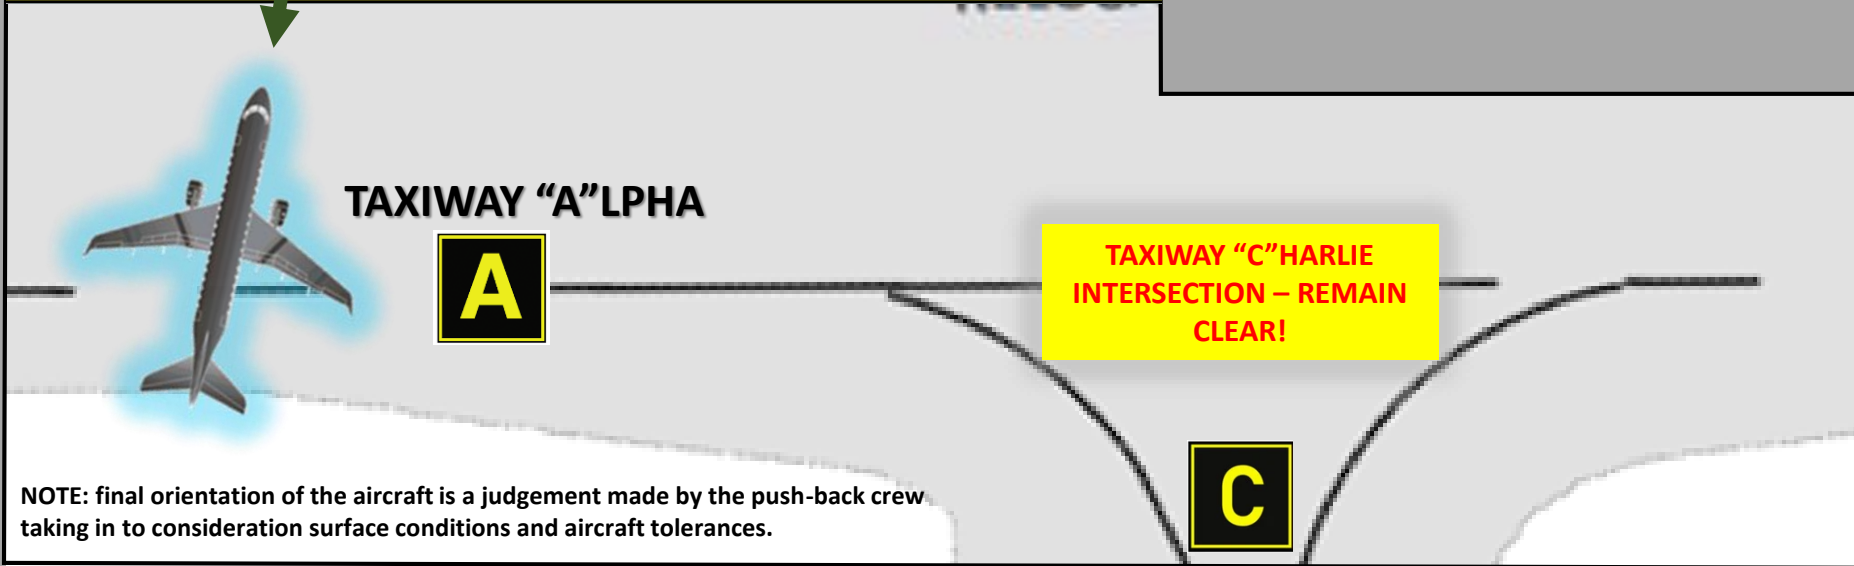 TAXIWAY “A”LPHA
A
TAXIWAY “C”HARLIE
INTERSECTION – REMAIN
CLEAR!
C
NOTE: final orientation of the aircraft is a judgement made by the push-back crew
taking in to consideration surface conditions and aircraft tolerances.